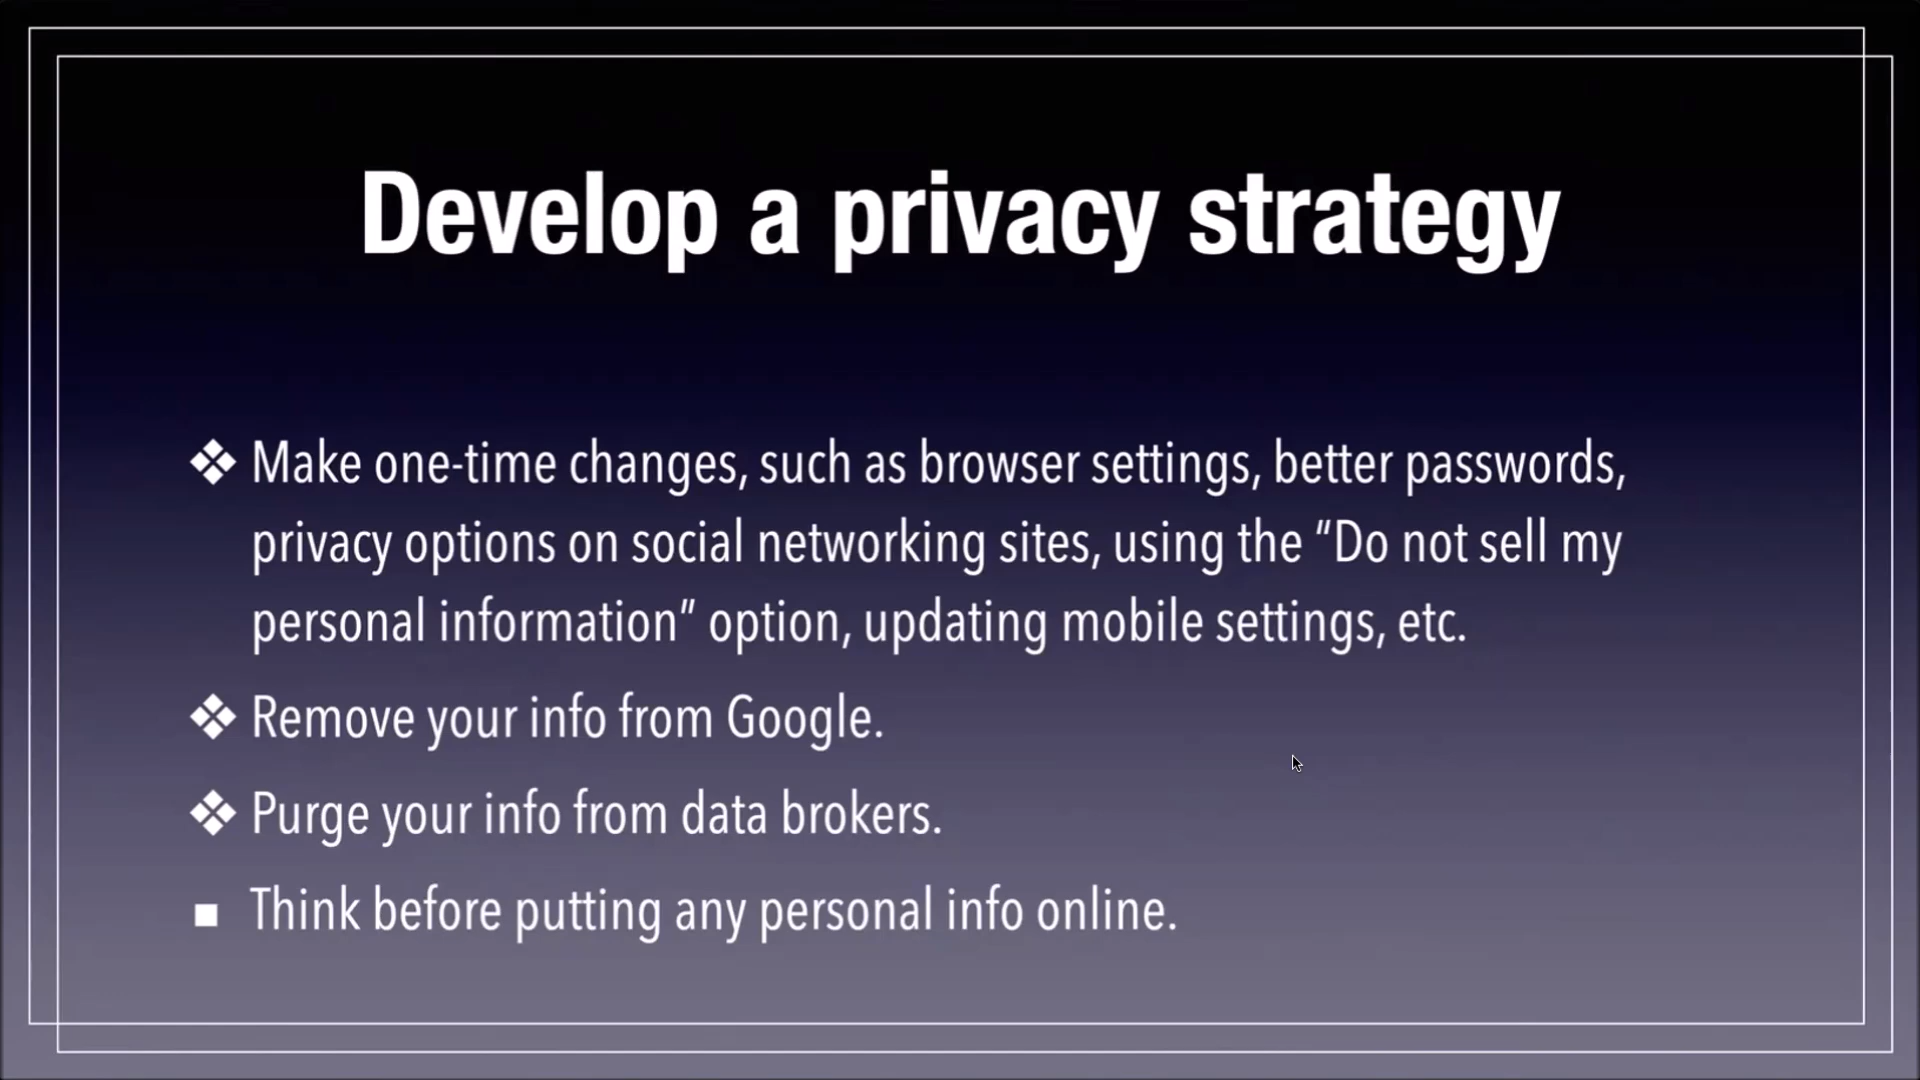 Develop a privacy strategy
❖ Make one-time changes, such as browser settings, better passwords,
privacy options on social networking sites, using the “Do not sell my
personal information” option, updating mobile settings, etc.
❖ Remove your info from Google.
❖ Purge your info from data brokers.
▪ Think before putting any personal info online.